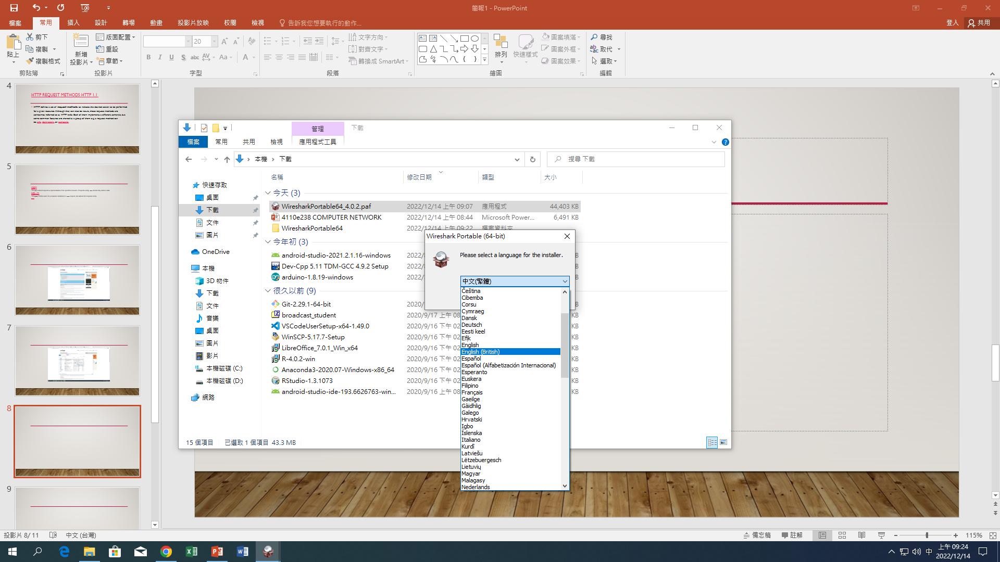 簡報1 - PowerPoint
檔案 常用 插入 設計 轉場 動畫 投影片放映 校閱 檢視 告訴我您想要執行的動作... 登入 共用
貼上 剪下 複製 複製格式 剪貼簿
新增投影片 版面配置 重設 章節 投影片
20 B I U S abc AV Aa A 字型
文字方向 對齊文字 轉換成 SmartArt 段落
排列 快速樣式 圖案填滿 圖案外框 圖案效果 繪圖
尋找 取代 選取 編輯
4
HTTP REQUEST METHODS HTTP 1.1
5
6
7
8
9
管理 下載
檔案 常用 共用 檢視 應用程式工具
本機 下載 搜尋 下載
名稱 修改日期 類型 大小
快速存取
桌面
下載
文件
圖片
OneDrive
本機
3D 物件
下載
文件
音樂
桌面
圖片
影片
本機磁碟 (C:)
本機磁碟 (D:)
網路
今天 (3)
WiresharkPortable64_4.0.2.paf 2022/12/14 上午 09:07 應用程式 44,403 KB
4110e238 COMPUTER NETWORK 2022/12/14 上午 08:44 Microsoft Power... 6,491 KB
WiresharkPortable64 2022/12/14 上午 09:22 檔案資料夾
今年初 (3)
android-studio-2021.2.1.16-windows 2022/
Dev-Cpp 5.11 TDM-GCC 4.9.2 Setup 2022/
arduino-1.8.19-windows 2022/
很久以前 (9)
Git-2.29.1-64-bit 2020/ KB
broadcast_student 2020/9/17 上午 08 KB
VSCodeUserSetup-x64-1.49.0 2020/9/16 下午 02 KB
WinSCP-5.17.7-Setup 2020/9/16 下午 02 KB
LibreOffice_7.0.1_Win_x64 2020/9/16 下午 02 KB
R-4.0.2-win 2020/9/16 下午 02 KB
Anaconda3-2020.07-Windows-x86_64 2020/9/16 下午 02 KB
RStudio-1.3.1073 2020/9/16 下午 02 KB
android-studio-ide-193.6626763-win... 2020/9/16 上午 08 KB
15 個項目 已選取 1 個項目 43.3 MB
Wireshark Portable (64-bit)
Please select a language for the installer.
中文(繁體)
Čeština
Cibemba
Corsu
Cymraeg
Dansk
Deutsch
Eesti keel
Efịk
English
English (British)
Español
Español (Alfabetización Internacional)
Esperanto
Euskera
Filipino
Français
Gaeilge
Gàidhlig
Galego
Hrvatski
Igbo
Íslenska
Italiano
Kurdî
Latviešu
Lëtzebuergesch
Lietuvių
Magyar
Malagasy
Nederlands
投影片 8/ 11 中文 (台灣) 備忘稿 註解 115%
中 上午 09:24
2022/12/14